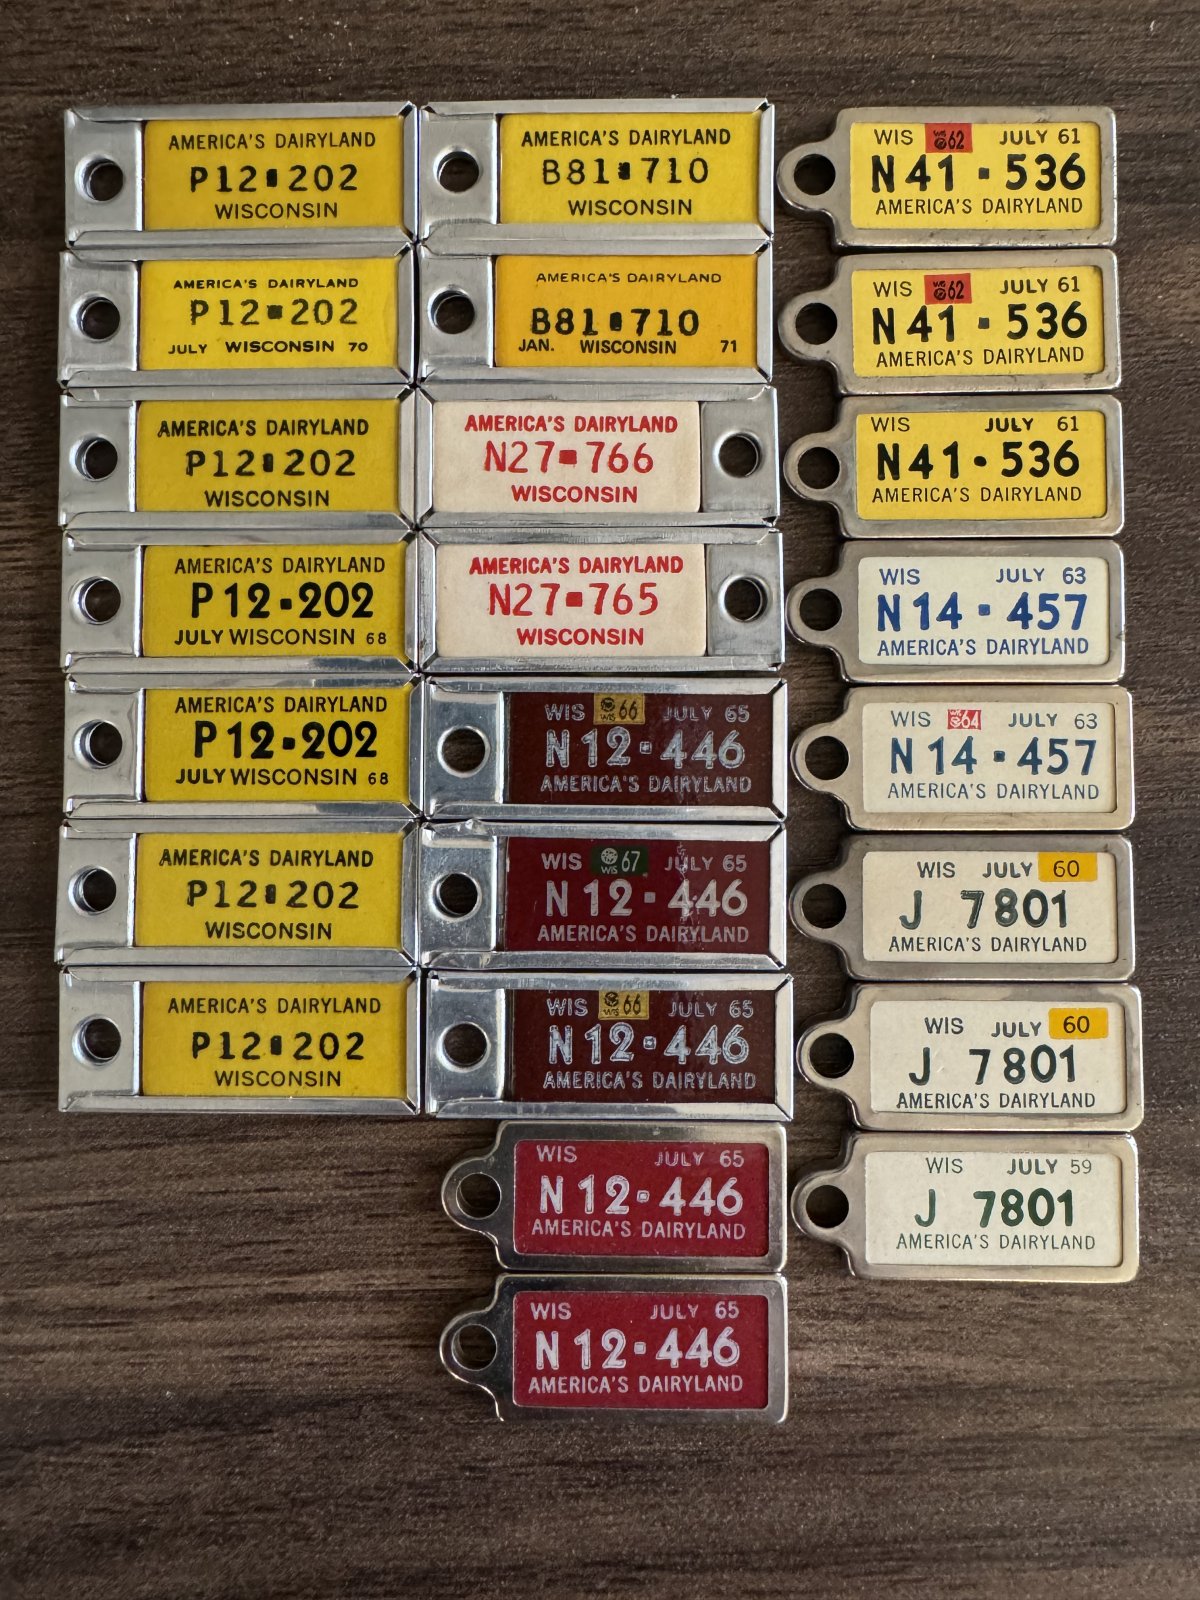 AMERICA'S DAIRYLAND
P12-202
WISCONSIN
AMERICA'S DAIRYLAND
P12-202
JULY WISCONSIN 70
AMERICA'S DAIRYLAND
P12-202
WISCONSIN
AMERICA'S DAIRYLAND
P12-202
JULY WISCONSIN 68
AMERICA'S DAIRYLAND
P12-202
JULY WISCONSIN 68
AMERICA'S DAIRYLAND
P12-202
WISCONSIN
AMERICA'S DAIRYLAND
P12-202
WISCONSIN
AMERICA'S DAIRYLAND
B81-710
WISCONSIN
AMERICA'S DAIRYLAND
B81-710
JAN. WISCONSIN 71
AMERICA'S DAIRYLAND
N27-766
WISCONSIN
AMERICA'S DAIRYLAND
N27-765
WISCONSIN
WIS WIS 66 JULY 65
N12-446
AMERICA'S DAIRYLAND
WIS WIS 67 JULY 65
N12-446
AMERICA'S DAIRYLAND
WIS WIS 66 JULY 65
N12-446
AMERICA'S DAIRYLAND
WIS JULY 65
N12-446
AMERICA'S DAIRYLAND
WIS JULY 65
N12-446
AMERICA'S DAIRYLAND
WIS WIS 62 JULY 61
N41-536
AMERICA'S DAIRYLAND
WIS WIS 62 JULY 61
N41-536
AMERICA'S DAIRYLAND
WIS JULY 61
N41-536
AMERICA'S DAIRYLAND
WIS JULY 63
N14-457
AMERICA'S DAIRYLAND
WIS WIS 64 JULY 63
N14-457
AMERICA'S DAIRYLAND
WIS JULY 60
J 7801
AMERICA'S DAIRYLAND
WIS JULY 60
J 7801
AMERICA'S DAIRYLAND
WIS JULY 59
J 7801
AMERICA'S DAIRYLAND